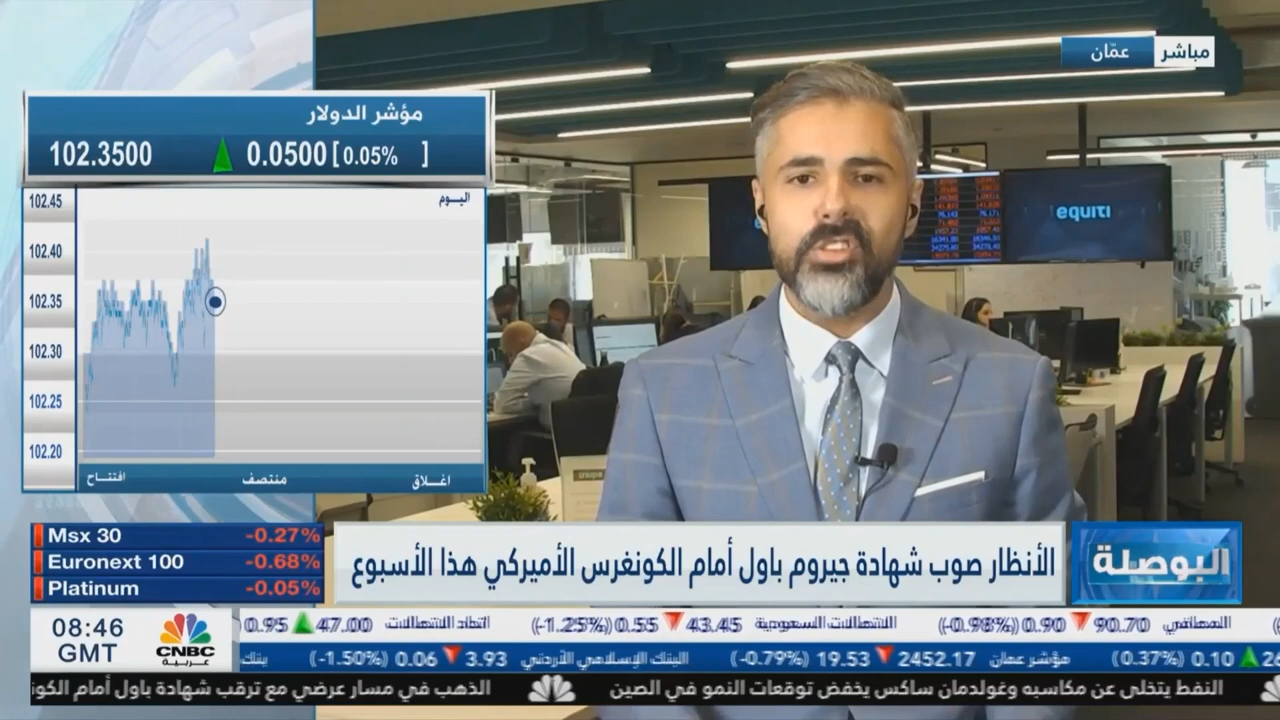 مباشر
عمّان
مؤشر الدولار
102.3500 ▲ 0.0500 [ 0.05% ]
اليوم
102.45
102.40
102.35
102.30
102.25
102.20
افتتاح منتصف اغلاق
equiti
Msx 30 -0.27%
Euronext 100 -0.68%
Platinum -0.05%
الأنظار صوب شهادة جيروم باول أمام الكونغرس الأميركي هذا الأسبوع
البوصلة
08:46
GMT
CNBC
عربية
90.70 ▼ 0.90 (-0.98%) الاتصالات السعودية 43.45 ▼ 0.55 (-1.25%) اتحاد الاتصالات 47.00 ▲ 0.95
0.10 (0.37%) مؤشر عمان 2452.17 ▼ 19.53 (-0.79%) البنك الإسلامي الأردني 3.93 ▼ 0.06 (-1.50%) بنك
النفط يتخلى عن مكاسبه وغولدمان ساكس يخفض توقعات النمو في الصين الذهب في مسار عرضي مع ترقب شهادة باول أمام